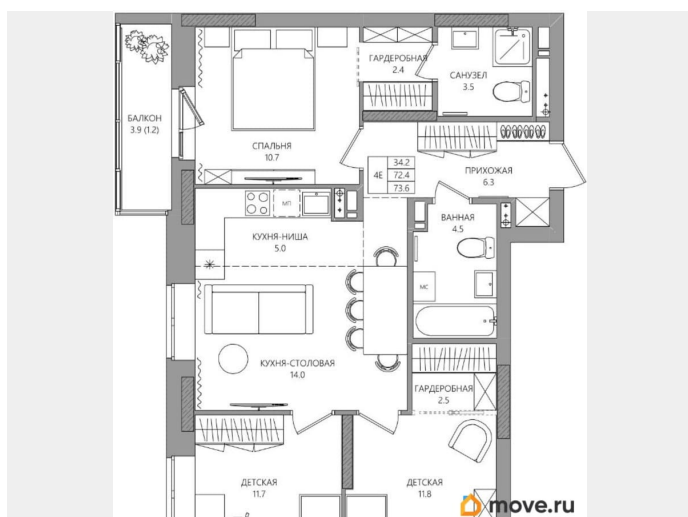 ГАРДЕРОБНАЯ
2.4
САНУЗЕЛ
3.5
БАЛКОН
3.9 (1.2)
СПАЛЬНЯ
10.7
4Е
34.2
72.4
73.6
ПРИХОЖАЯ
6.3
МП
КУХНЯ-НИША
5.0
ВАННАЯ
4.5
МС
КУХНЯ-СТОЛОВАЯ
14.0
ГАРДЕРОБНАЯ
2.5
ДЕТСКАЯ
11.7
ДЕТСКАЯ
11.8
move.ru